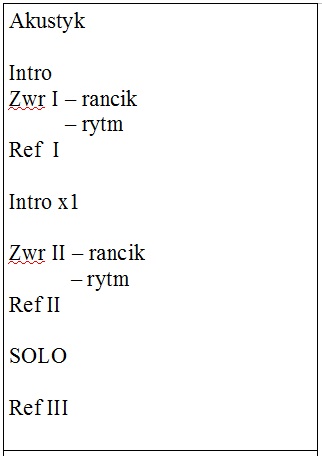 Akustyk
Intro
Zwr I – rancik
– rytm
Ref I
Intro x1
Zwr II – rancik
– rytm
Ref II
SOLO
Ref III